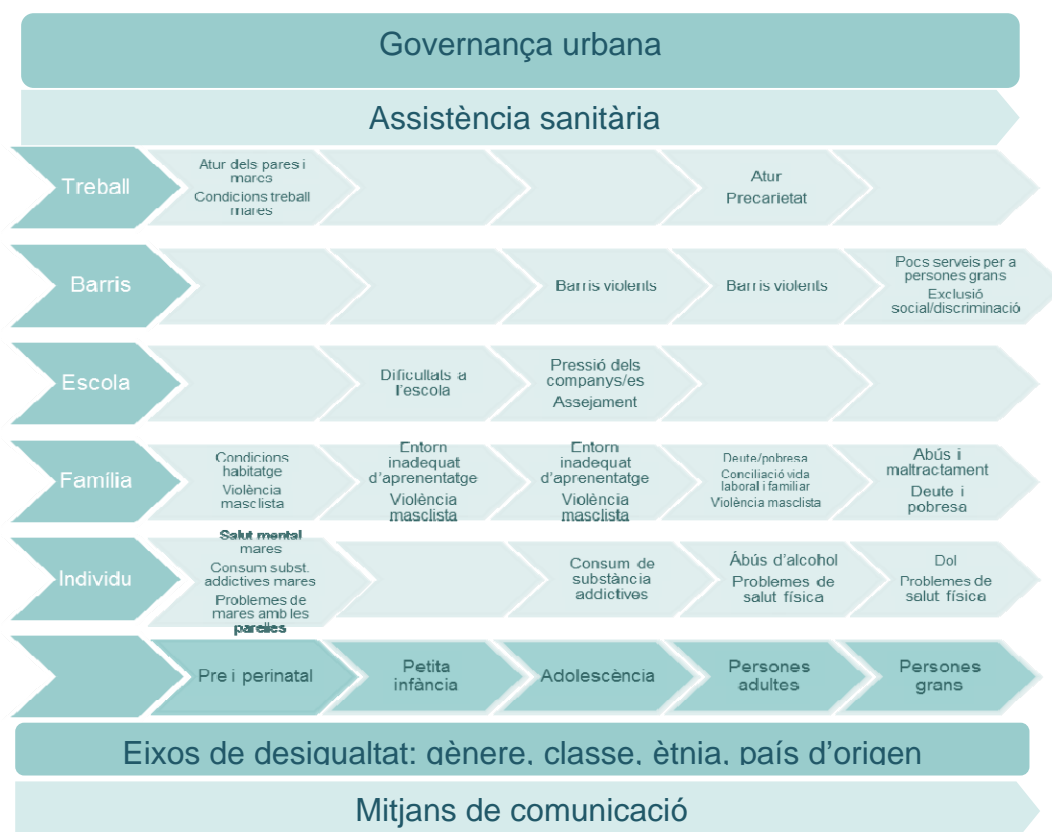 Governança urbana
Assistència sanitària
Treball
Atur dels pares i
mares
Condicions treball
mares
Atur
Precarietat
Barris
Barris violents
Barris violents
Pocs serveis per a
persones grans
Exclusió
social/discriminació
Escola
Dificultats a
l'escola
Pressió dels
companys/es
Assejament
Família
Condicions
habitatge
Violència
masclista
Entorn
inadequat
d'aprenentatge
Violència
masclista
Entorn
inadequat
d'aprenentatge
Violència
masclista
Deute/pobresa
Conciliació vida
laboral i familiar
Violència masclista
Abús i
maltractament
Deute i
pobresa
Individu
Salut mental
mares
Consum subst.
addictives mares
Problemes de
mares amb les
parelles
Consum de
substància
addictives
Ábús d'alcohol
Problemes de
salut física
Dol
Problemes de
salut física
Pre i perinatal
Petita
infància
Adolescència
Persones
adultes
Persones
grans
Eixos de desigualtat: gènere, classe, ètnia, país d'origen
Mitjans de comunicació